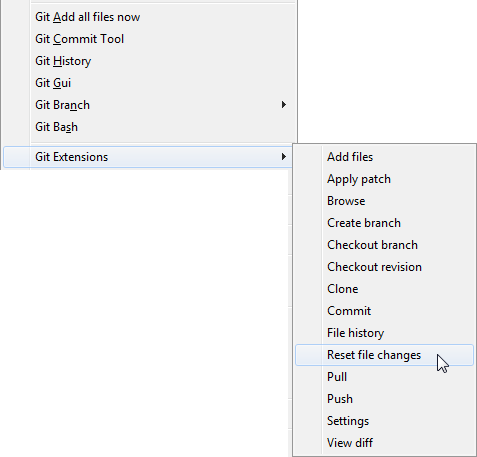 Git Add all files now
Git Commit Tool
Git History
Git Gui
Git Branch
Git Bash
Git Extensions
Add files
Apply patch
Browse
Create branch
Checkout branch
Checkout revision
Clone
Commit
File history
Reset file changes
Pull
Push
Settings
View diff